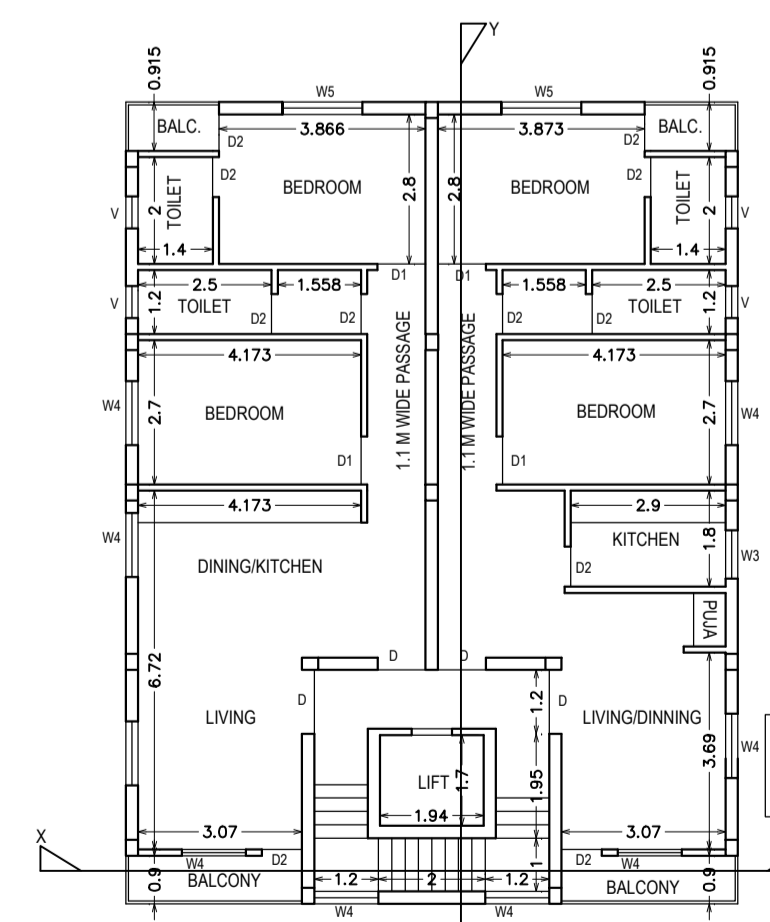 Y
0.915
0.915
W5
W5
BALC.
BALC.
3.866
3.873
D2
D2
BEDROOM
BEDROOM
D2
D2
TOILET
TOILET
2.8
2.8
2
2
V
V
1.4
1.4
D1
D1
2.5
1.558
1.558
2.5
V
V
1.2
1.2
TOILET
TOILET
D2
D2
D2
D2
1.1 M WIDE PASSAGE
1.1 M WIDE PASSAGE
4.173
4.173
W4
W4
2.7
2.7
BEDROOM
BEDROOM
D1
D1
4.173
2.9
W4
KITCHEN
1.8
W3
DINING/KITCHEN
D2
PUJA
6.72
D
D
D
D
1.2
LIVING
LIVING/DINNING
3.69
W4
LIFT
1.7
1.95
1.94
3.07
3.07
X
W4
D2
D2
W4
0.9
BALCONY
1.2
2
1.2
1
BALCONY
0.9
W4
W4